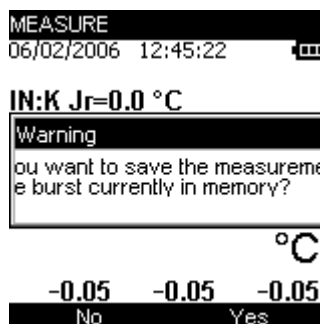 MEASURE
06/02/2006 12:45:22
IN:K Jr=0.0 °C
Warning
ou want to save the measureme
e burst currently in memory?
°C
-0.05 -0.05 -0.05
No Yes